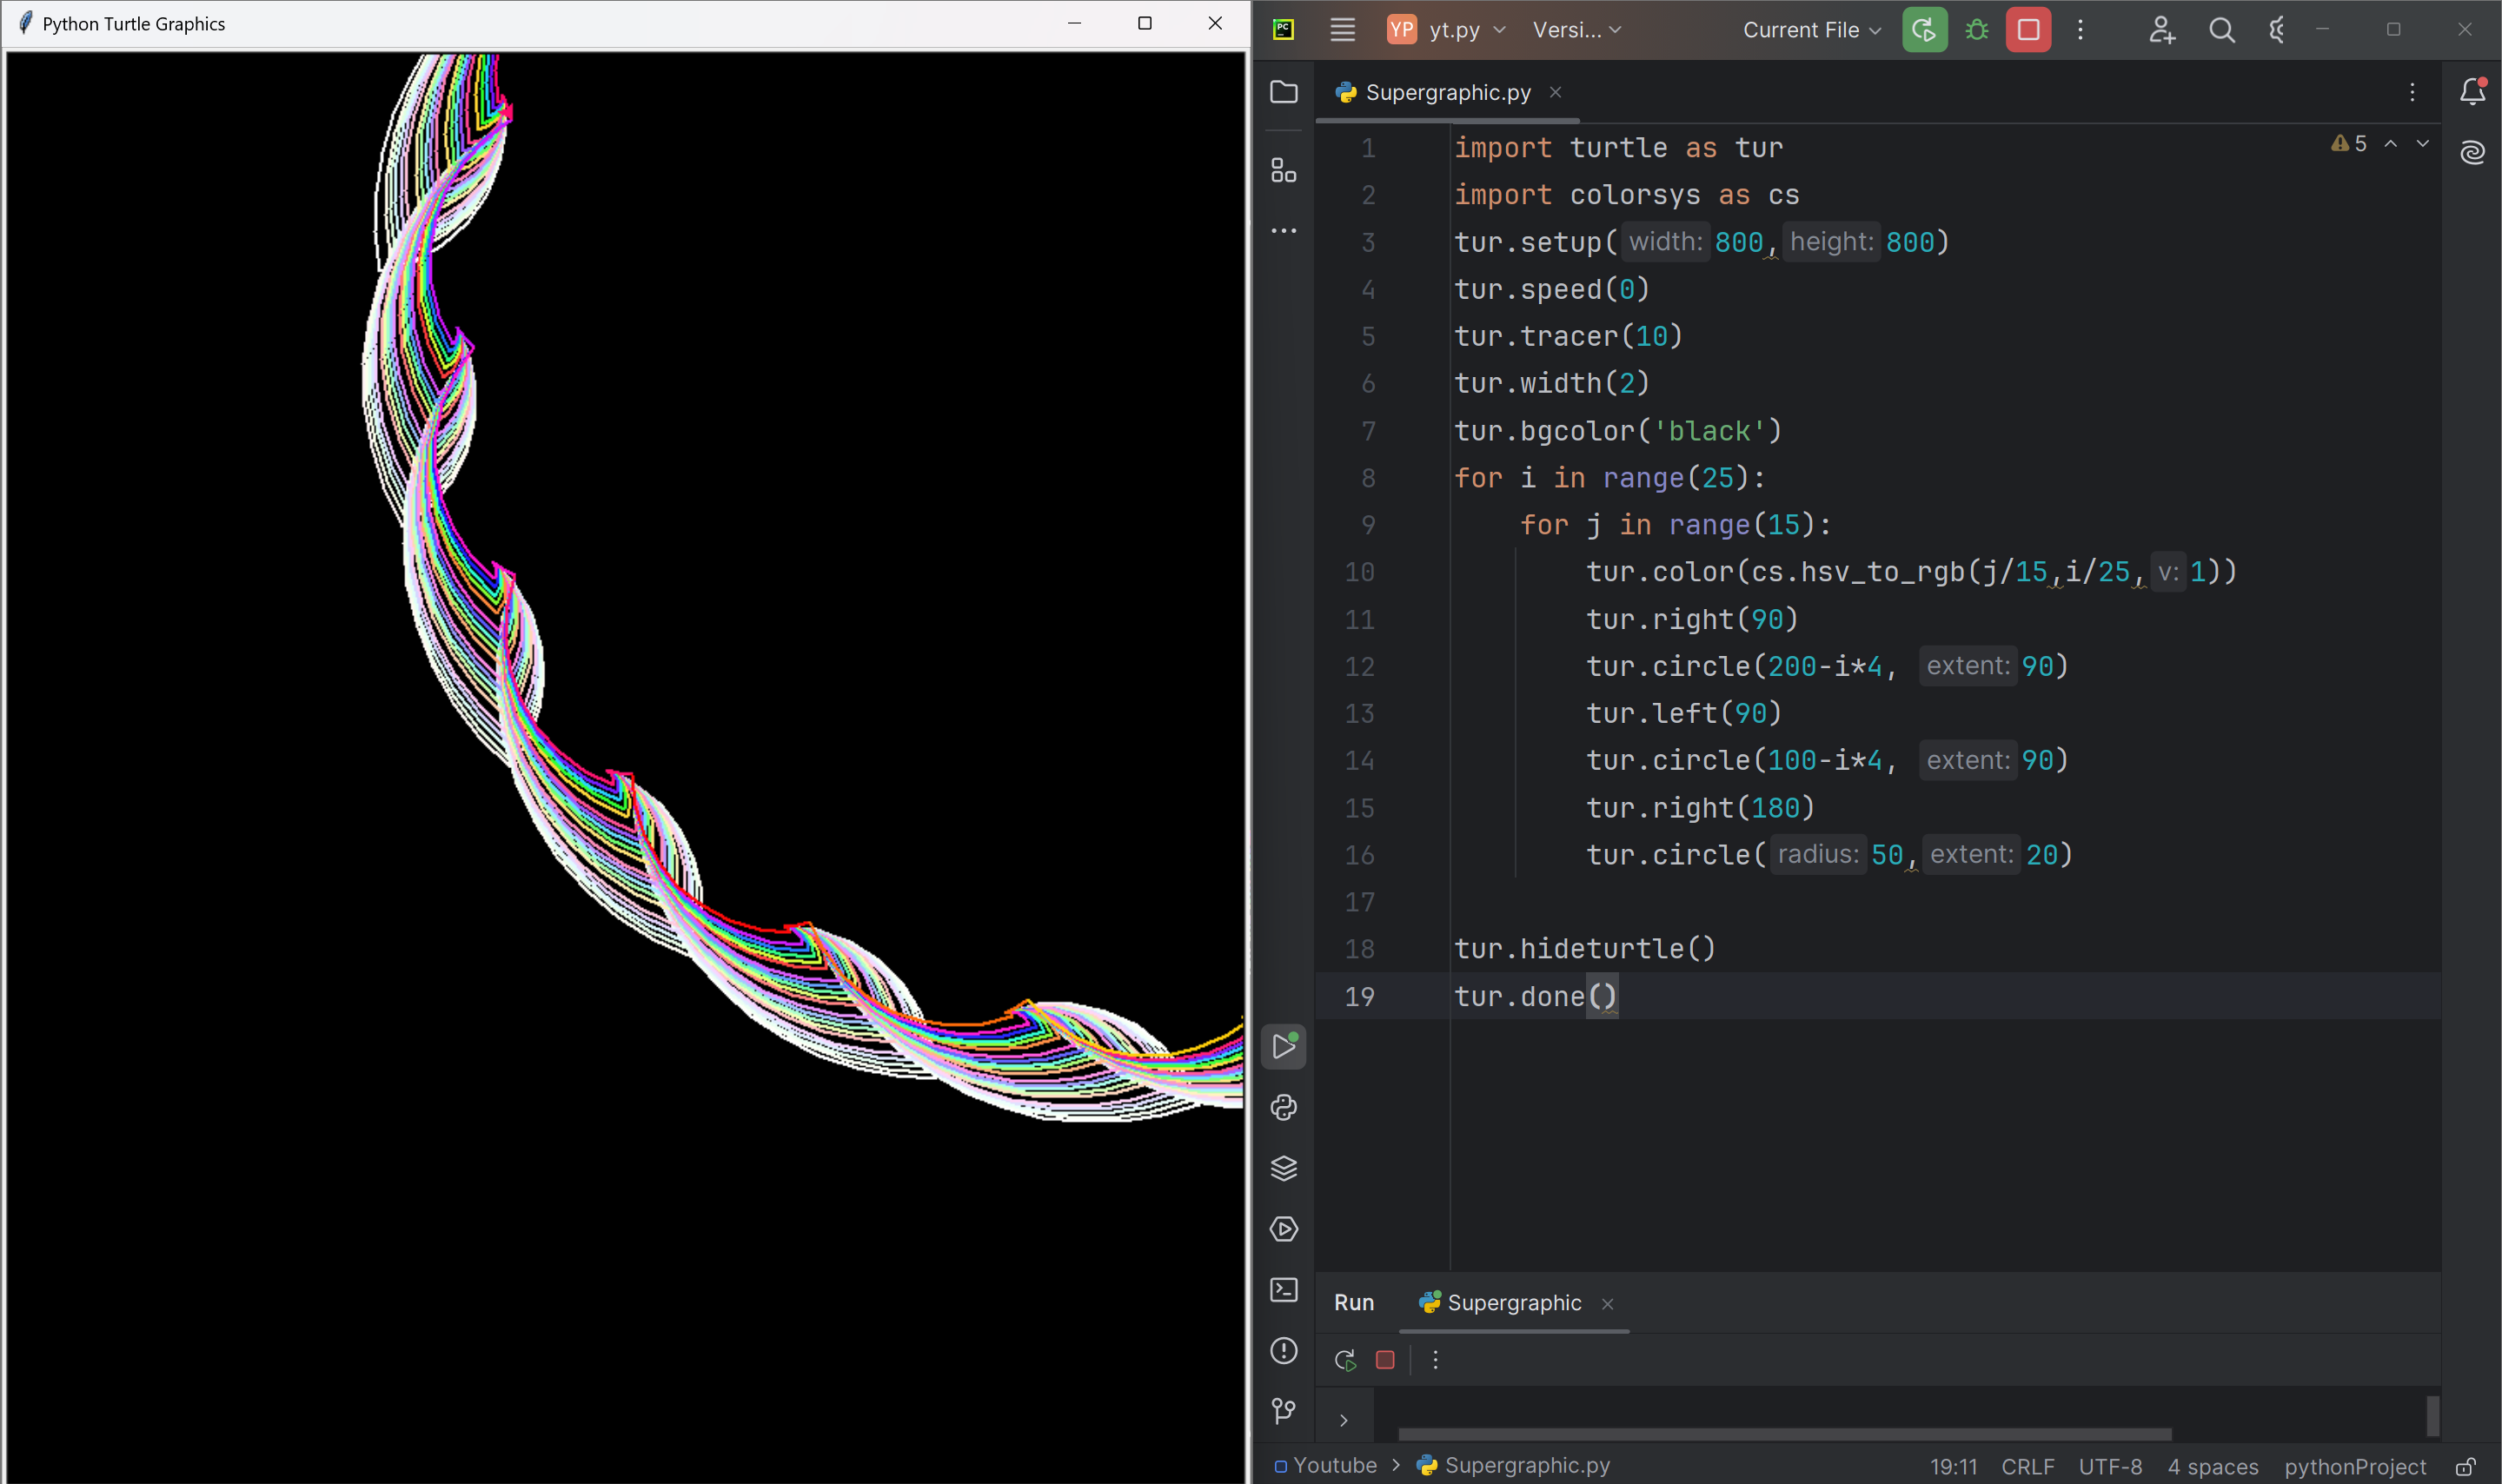 Python Turtle Graphics
PC
YP yt.py Versi... Current File
Supergraphic.py
5
1 import turtle as tur
2 import colorsys as cs
3 tur.setup( width: 800, height: 800)
4 tur.speed(0)
5 tur.tracer(10)
6 tur.width(2)
7 tur.bgcolor('black')
8 for i in range(25):
9 for j in range(15):
10 tur.color(cs.hsv_to_rgb(j/15,i/25, v: 1))
11 tur.right(90)
12 tur.circle(200-i*4, extent: 90)
13 tur.left(90)
14 tur.circle(100-i*4, extent: 90)
15 tur.right(180)
16 tur.circle( radius: 50, extent: 20)
17
18 tur.hideturtle()
19 tur.done()
Run Supergraphic
Youtube > Supergraphic.py 19:11 CRLF UTF-8 4 spaces pythonProject